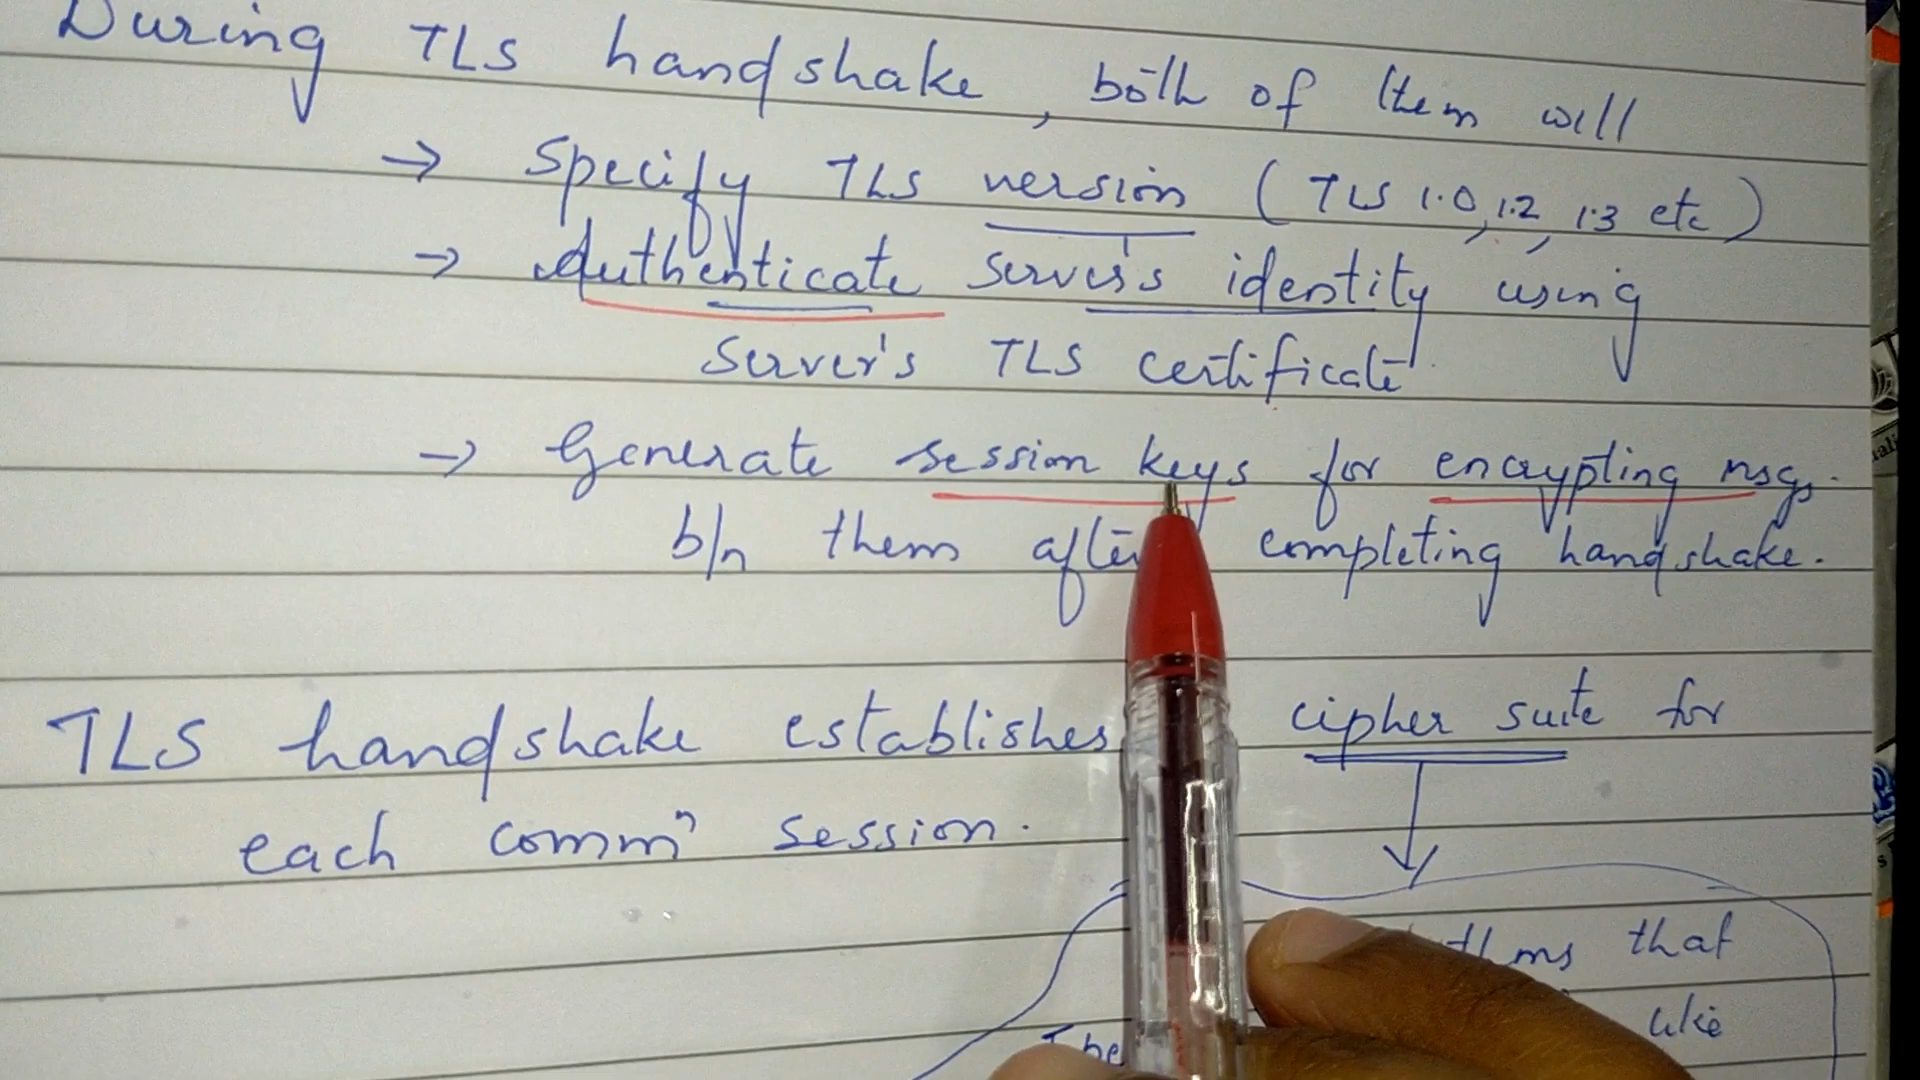 During TLS handshake, both of them will
→ Specify TLS version (TLS 1.0, 1.2, 1.3 etc)
→ Authenticate server's identity using
Server's TLS certificate
→ Generate session keys for encrypting msgs.
b/n them after completing handshake.
TLS handshake establishes cipher suite for
each commn session.
that
like